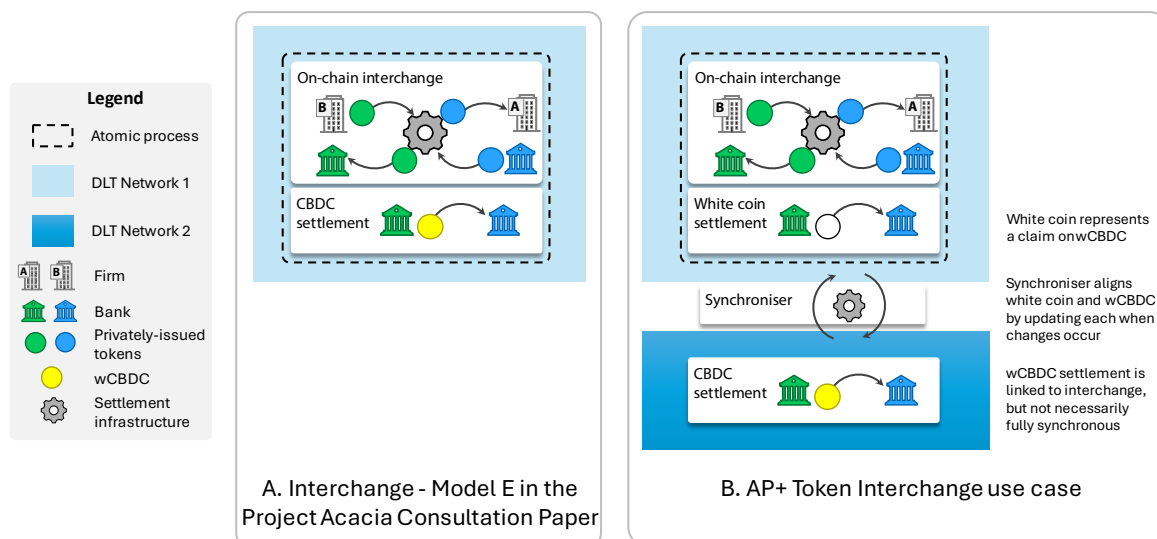 Legend
Atomic process
DLT Network 1
DLT Network 2
A
B
Firm
Bank
Privately-issued
tokens
wCBDC
Settlement
infrastructure
On-chain interchange
B
A
CBDC
settlement
A. Interchange - Model E in the
Project Acacia Consultation Paper
On-chain interchange
B
A
White coin
settlement
Synchroniser
CBDC
settlement
White coin represents
a claim on wCBDC
Synchroniser aligns
white coin and wCBDC
by updating each when
changes occur
wCBDC settlement is
linked to interchange,
but not necessarily
fully synchronous
B. AP+ Token Interchange use case